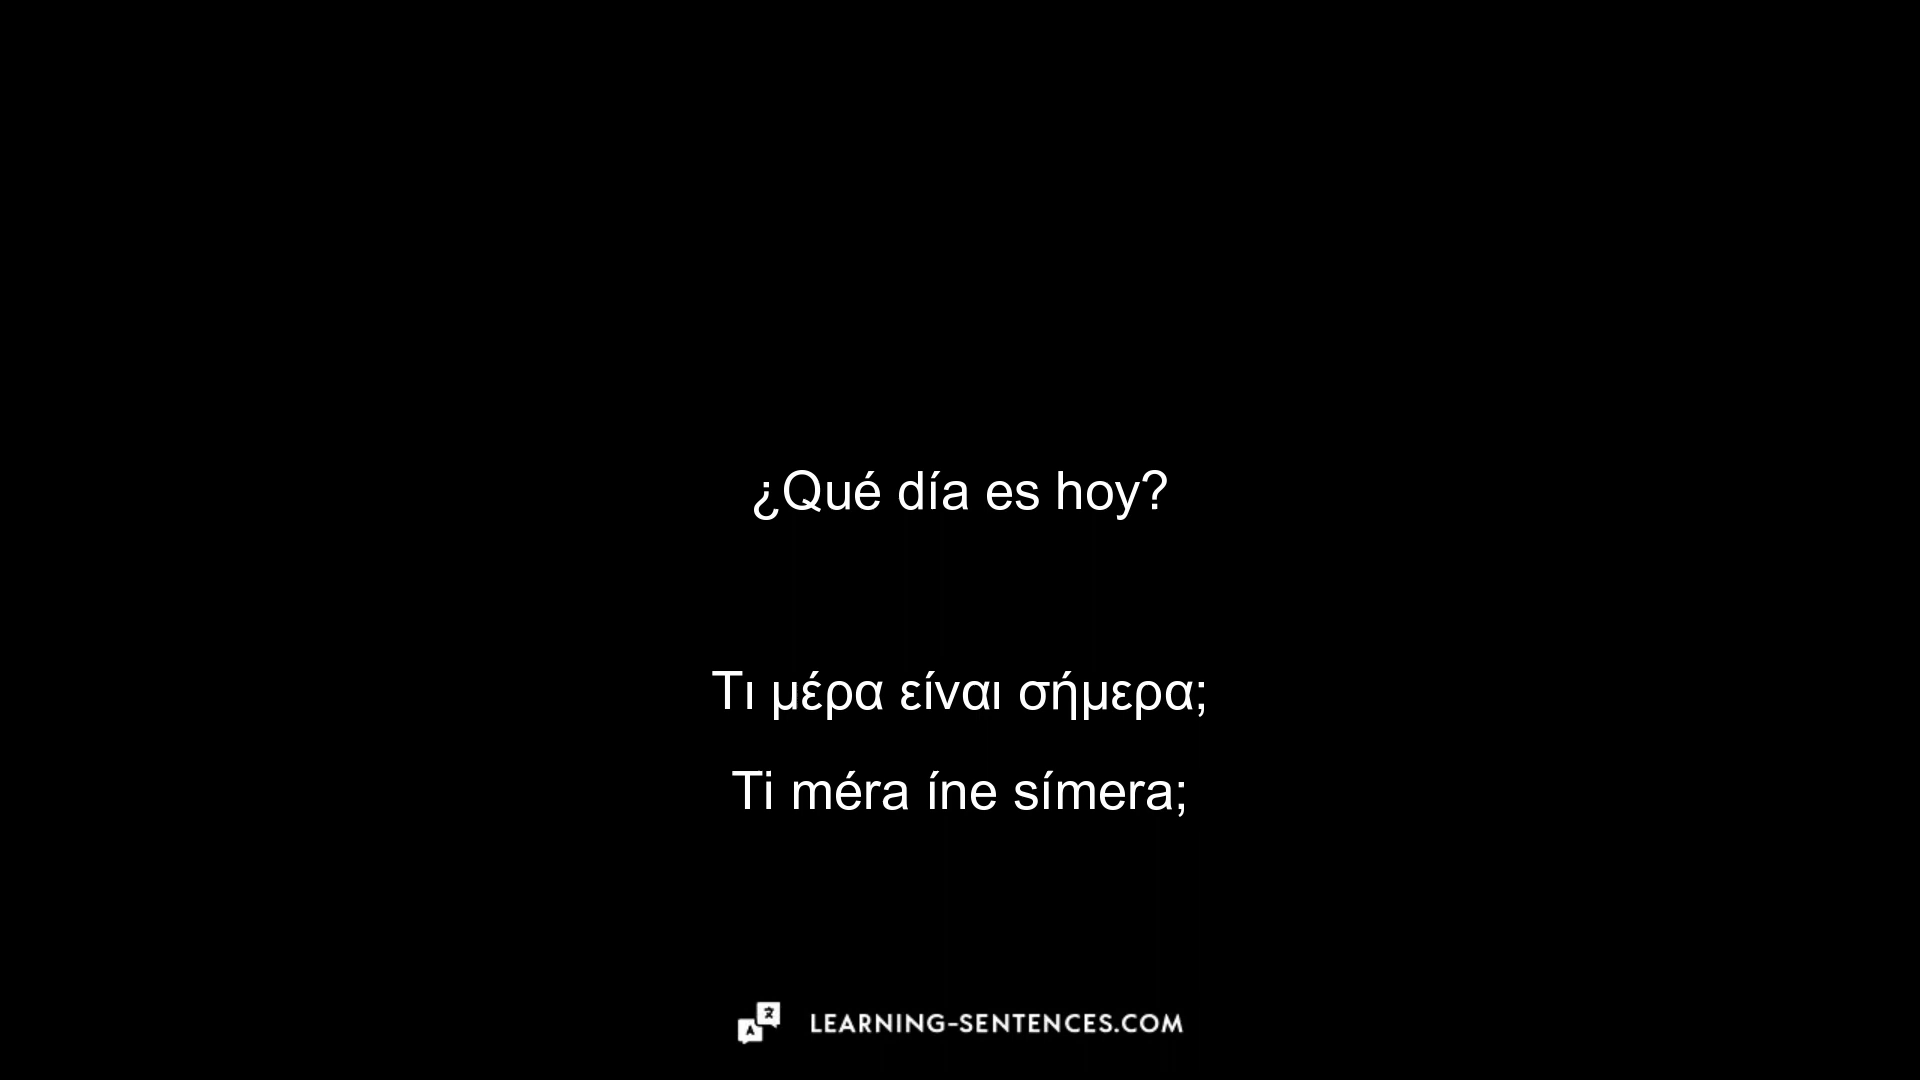 ¿Qué día es hoy?
Τι μέρα είναι σήμερα;
Ti méra íne símera;
LEARNING-SENTENCES.COM